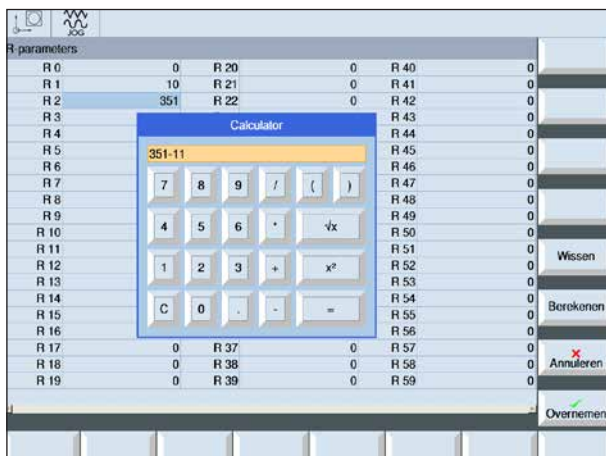 JOG
R-parameters
R 0 0 R 20 0 R 40 0
R 1 10 R 21 0 R 41 0
R 2 351 R 22 0 R 42 0
R 3 R 43 0
R 4 R 44 0
R 5 R 45 0
R 6 R 46 0
R 7 R 47 0
R 8 R 48 0
R 9 R 49 0
R 10 R 50 0
R 11 R 51 0
R 12 R 52 0
R 13 R 53 0
R 14 R 54 0
R 15 R 55 0
R 16 R 56 0
R 17 0 R 37 0 R 57 0
R 18 0 R 38 0 R 58 0
R 19 0 R 39 0 R 59 0
Calculator
351-11
7 8 9 / ( )
4 5 6 * √x
1 2 3 + x²
C 0 . - =
Wissen
Berekenen
Annuleren
Overnemen